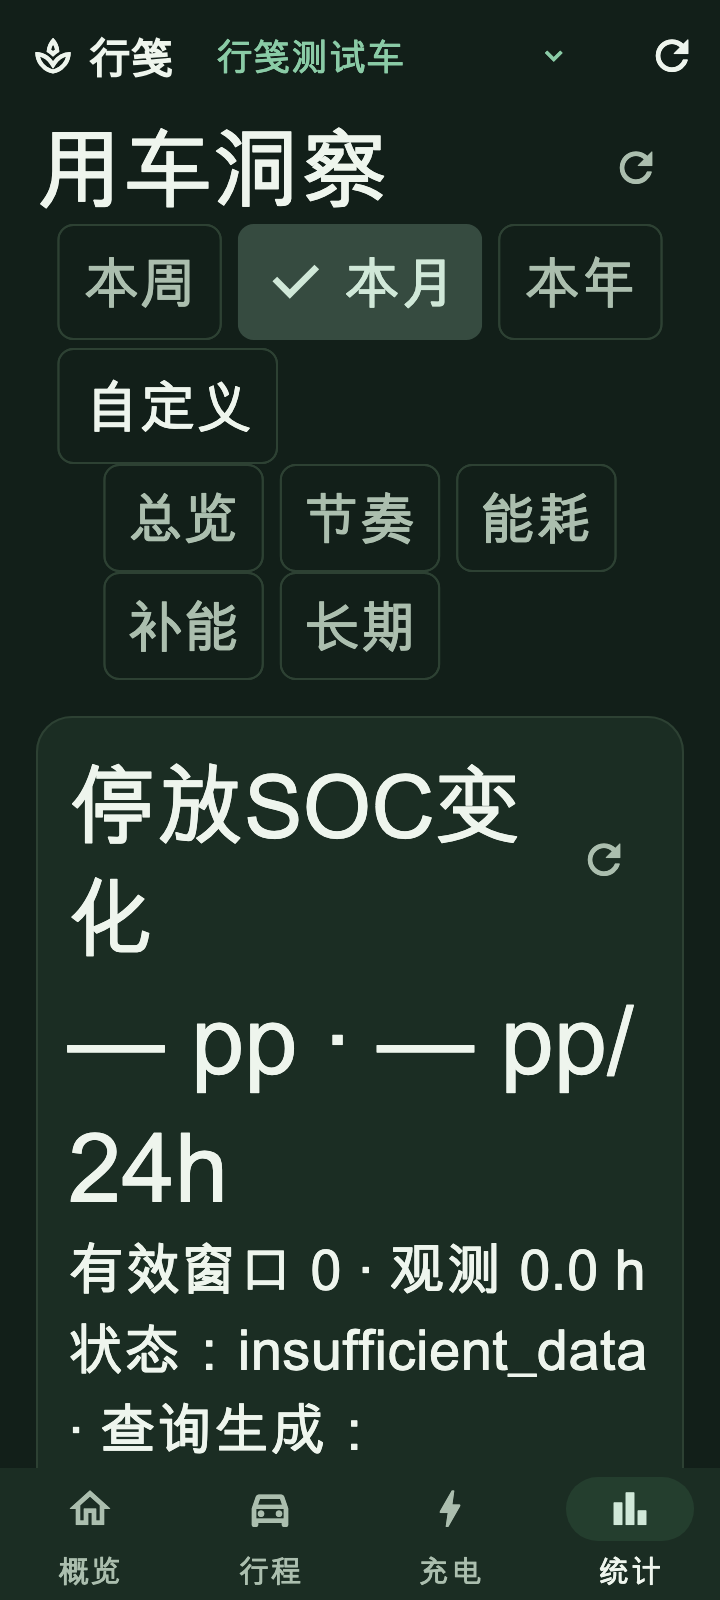 行笺 行笺测试车
用车洞察
本周 本月 本年
自定义
总览 节奏 能耗
补能 长期
停放SOC变
化
— pp · — pp/
24h
有效窗口 0 · 观测 0.0 h
状态：insufficient_data
· 查询生成：
概览 行程 充电 统计